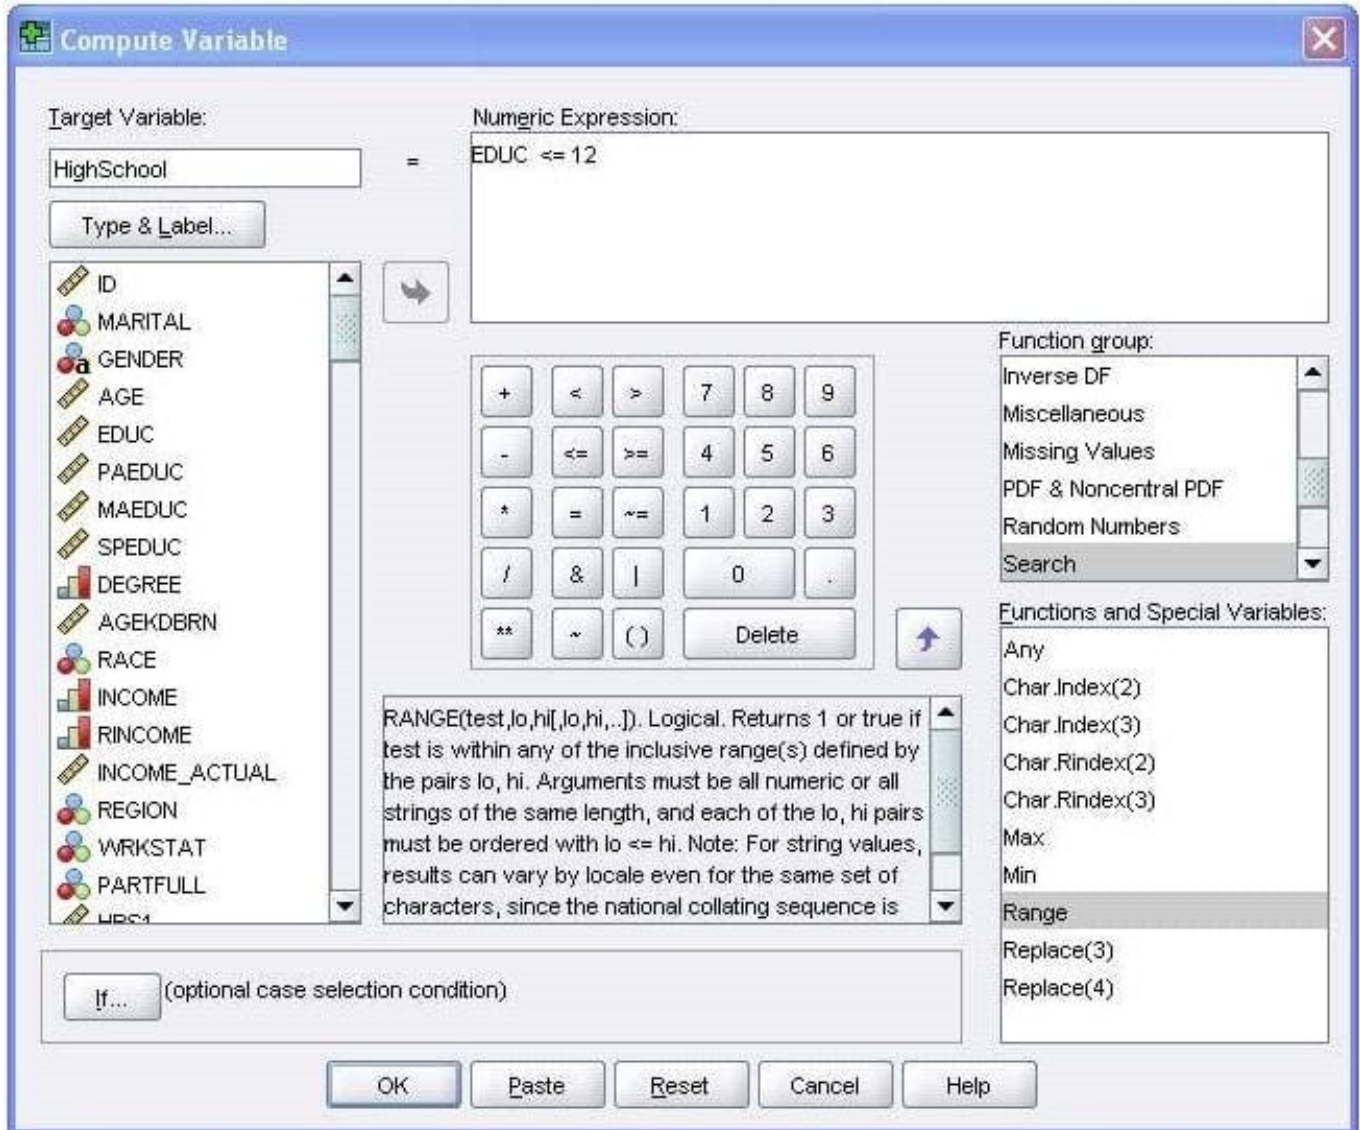 Compute Variable
Target Variable:
HighSchool
=
Numeric Expression:
EDUC <= 12
Type & Label...
ID
MARITAL
GENDER
AGE
EDUC
PAEDUC
MAEDUC
SPEDUC
DEGREE
AGEKDBRN
RACE
INCOME
RINCOME
INCOME_ACTUAL
REGION
WRKSTAT
PARTFULL
HRS1
+ < > 7 8 9
- <= >= 4 5 6
* = ~= 1 2 3
/ & | 0 .
** ~ ( ) Delete
Function group:
Inverse DF
Miscellaneous
Missing Values
PDF & Noncentral PDF
Random Numbers
Search
Functions and Special Variables:
Any
Char.Index(2)
Char.Index(3)
Char.Rindex(2)
Char.Rindex(3)
Max
Min
Range
Replace(3)
Replace(4)
RANGE(test,lo,hi[,lo,hi,..]). Logical. Returns 1 or true if
test is within any of the inclusive range(s) defined by
the pairs lo, hi. Arguments must be all numeric or all
strings of the same length, and each of the lo, hi pairs
must be ordered with lo <= hi. Note: For string values,
results can vary by locale even for the same set of
characters, since the national collating sequence is
If...
(optional case selection condition)
OK
Paste
Reset
Cancel
Help